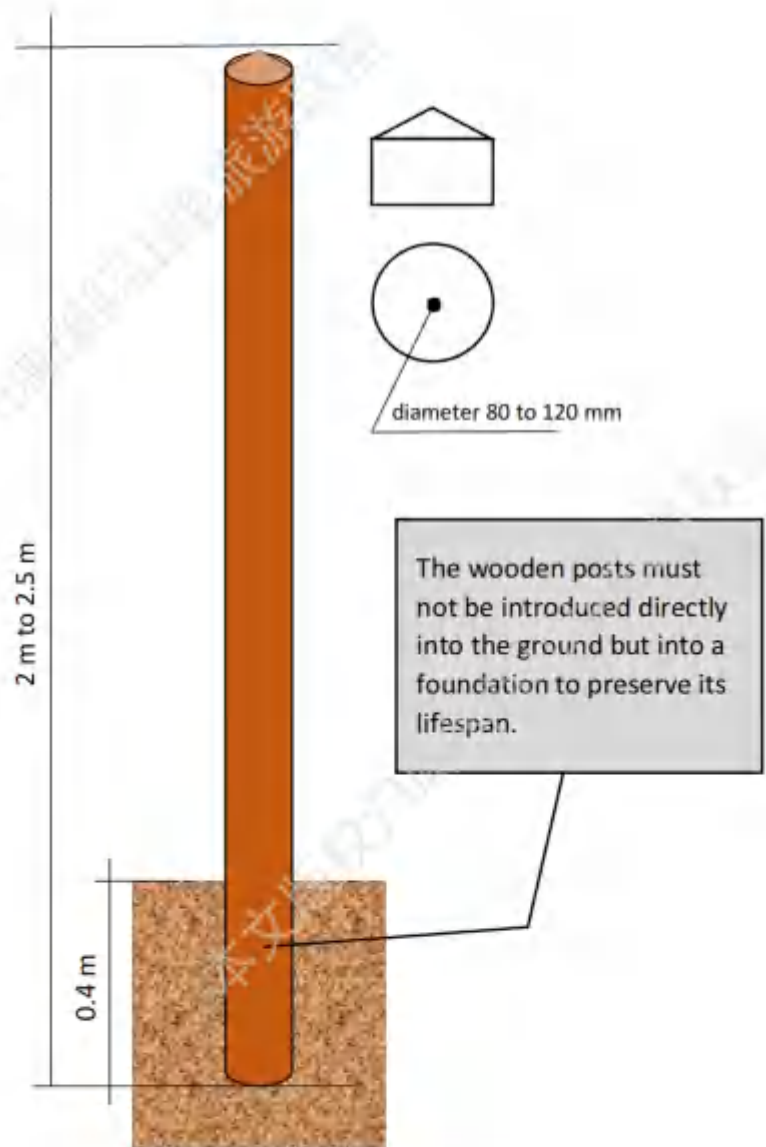 diameter 80 to 120 mm
2 m to 2.5 m
The wooden posts must
not be introduced directly
into the ground but into a
foundation to preserve its
lifespan.
0.4 m